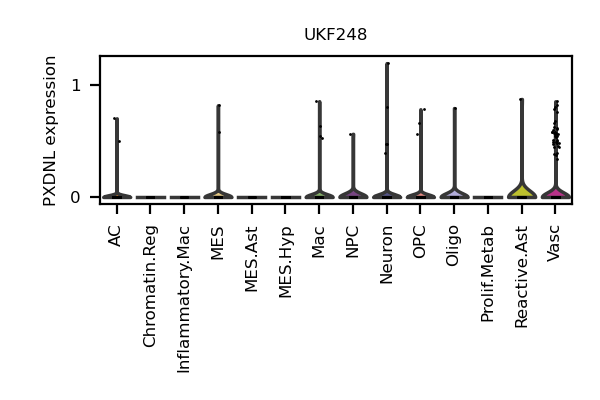 UKF248
PXDNL expression
1
0
AC
Chromatin.Reg
Inflammatory.Mac
MES
MES.Ast
MES.Hyp
Mac
NPC
Neuron
OPC
Oligo
Prolif.Metab
Reactive.Ast
Vasc